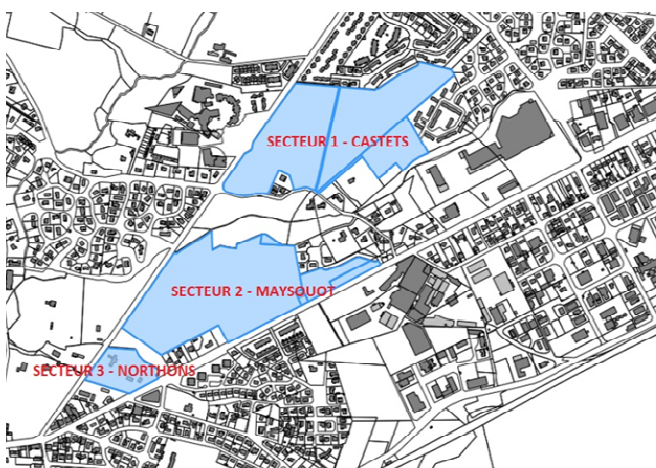 SECTEUR 1 - CASTETS
SECTEUR 2 - MAYSOUOT
SECTEUR 3 - NORTHONS